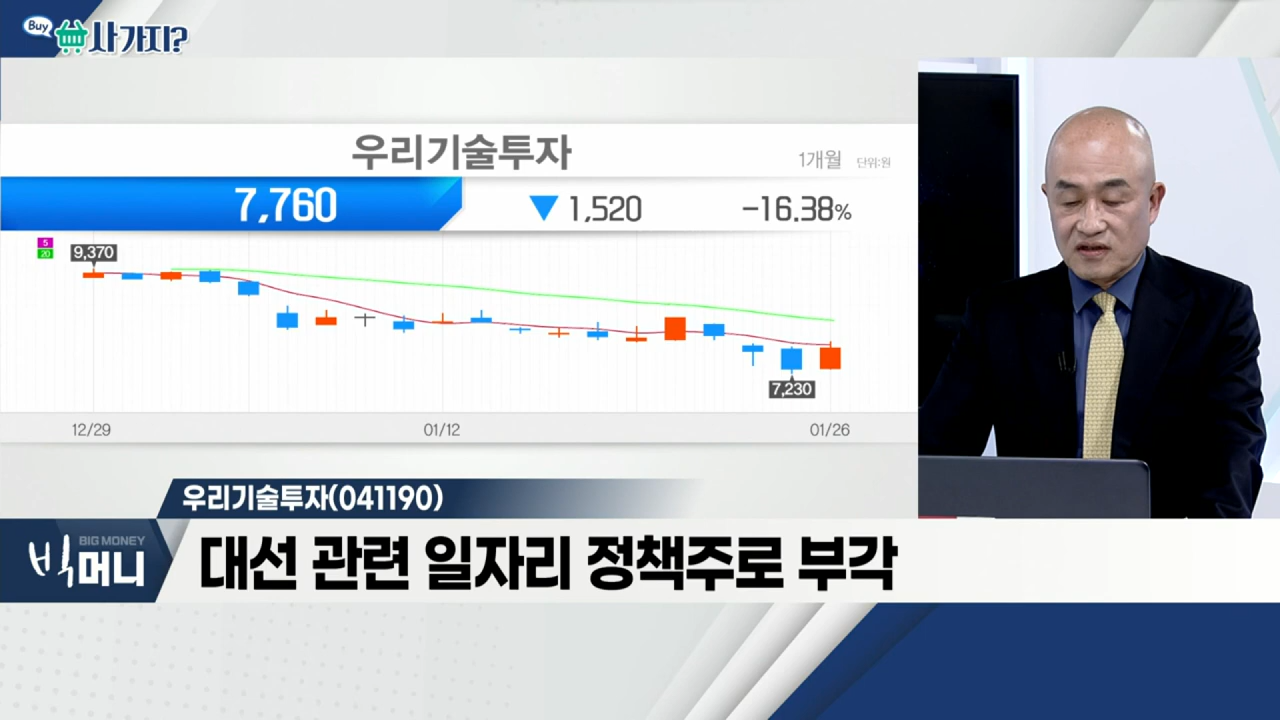 Buy
사가지?
우리기술투자
1개월 단위:원
7,760 ▼ 1,520 -16.38%
5
20
9,370
7,230
12/29 01/12 01/26
우리기술투자(041190)
BIG MONEY
빅머니
대선 관련 일자리 정책주로 부각